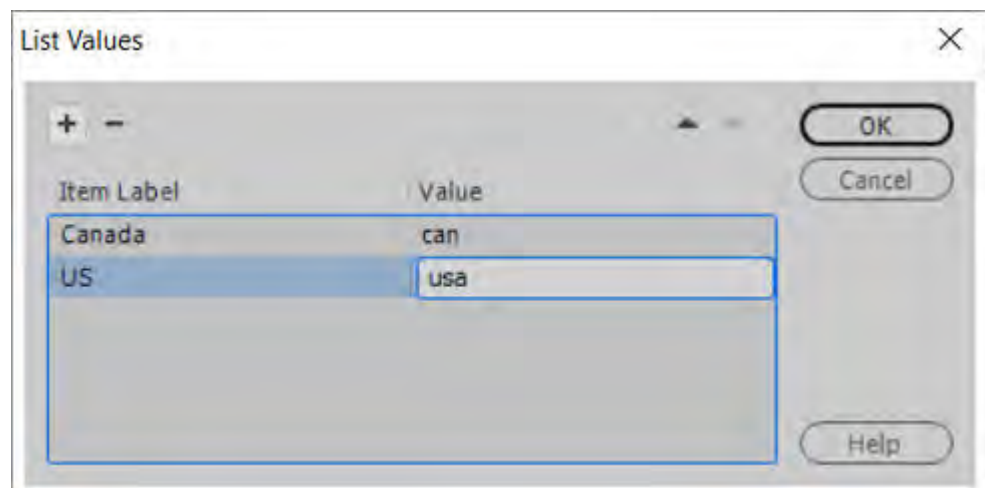 List Values
OK
Cancel
Item Label Value
Canada can
US usa
Help